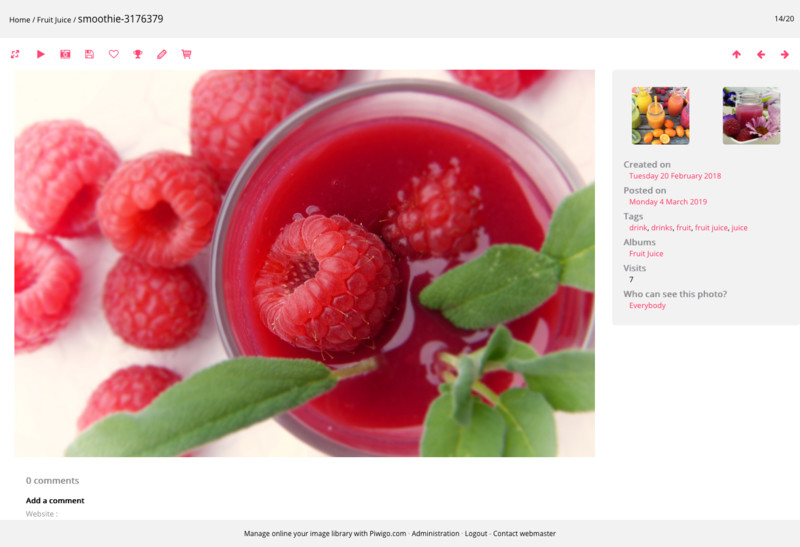 Home / Fruit Juice / smoothie-3176379
14/20
Created on
Tuesday 20 February 2018
Posted on
Monday 4 March 2019
Tags
drink, drinks, fruit, fruit juice, juice
Albums
Fruit Juice
Visits
7
Who can see this photo?
Everybody
0 comments
Add a comment
Website :
Manage online your image library with Piwigo.com · Administration · Logout · Contact webmaster